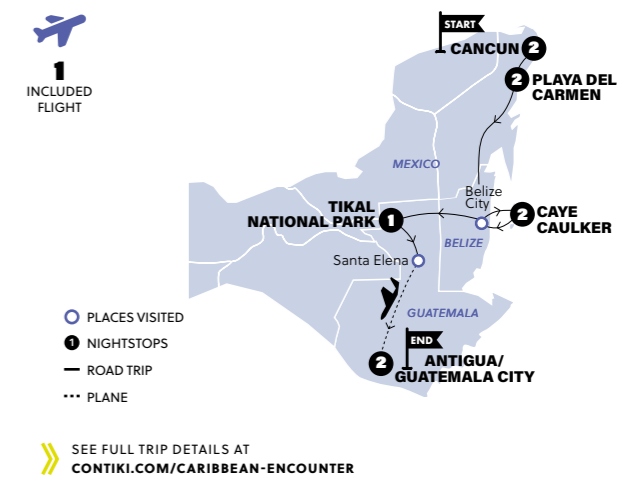 1
INCLUDED
FLIGHT
START
CANCUN 2
2 PLAYA DEL
CARMEN
MEXICO
Belize
City
TIKAL
NATIONAL PARK 1
2 CAYE
CAULKER
BELIZE
Santa Elena
GUATEMALA
END
2 ANTIGUA/
GUATEMALA CITY
PLACES VISITED
1 NIGHTSTOPS
ROAD TRIP
PLANE
SEE FULL TRIP DETAILS AT
CONTIKI.COM/CARIBBEAN-ENCOUNTER